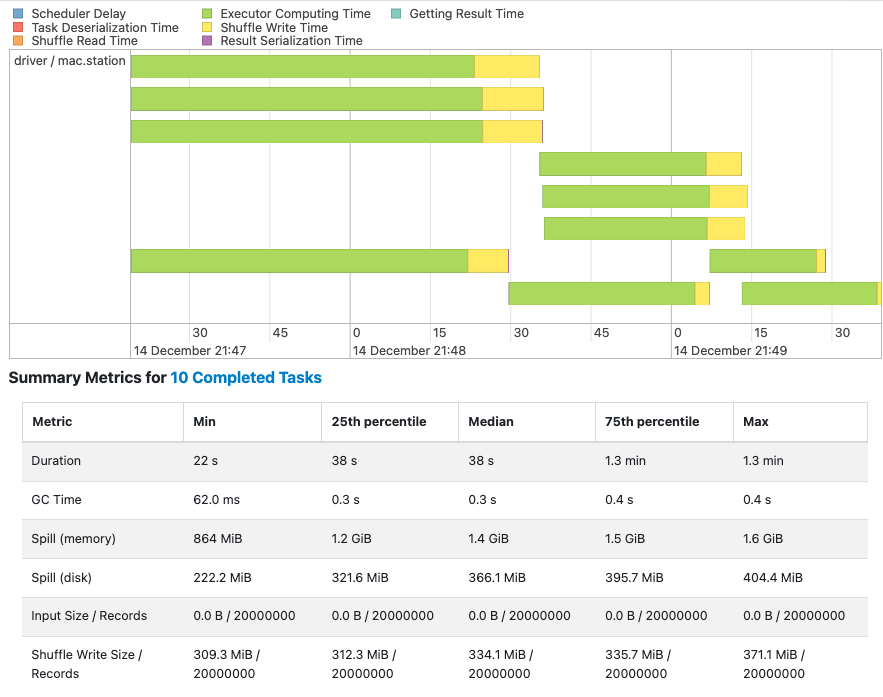 Scheduler Delay
Executor Computing Time
Getting Result Time
Task Deserialization Time
Shuffle Write Time
Shuffle Read Time
Result Serialization Time
driver / mac.station
30 45 0 15 30 45 0 15 30
14 December 21:47 14 December 21:48 14 December 21:49
Summary Metrics for 10 Completed Tasks
Metric Min 25th percentile Median 75th percentile Max
Duration 22 s 38 s 38 s 1.3 min 1.3 min
GC Time 62.0 ms 0.3 s 0.3 s 0.4 s 0.4 s
Spill (memory) 864 MiB 1.2 GiB 1.4 GiB 1.5 GiB 1.6 GiB
Spill (disk) 222.2 MiB 321.6 MiB 366.1 MiB 395.7 MiB 404.4 MiB
Input Size / Records 0.0 B / 20000000 0.0 B / 20000000 0.0 B / 20000000 0.0 B / 20000000 0.0 B / 20000000
Shuffle Write Size / 309.3 MiB / 312.3 MiB / 334.1 MiB / 335.7 MiB / 371.1 MiB /
Records 20000000 20000000 20000000 20000000 20000000